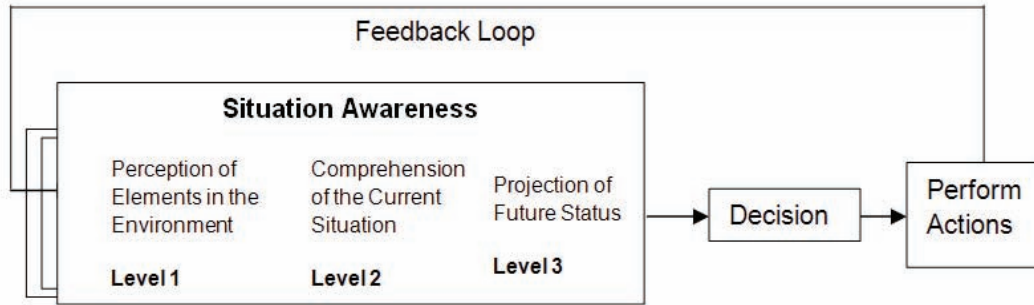 Feedback Loop
Situation Awareness
Perception of
Elements in the
Environment
Level 1
Comprehension
of the Current
Situation
Level 2
Projection of
Future Status
Level 3
Decision
Perform
Actions